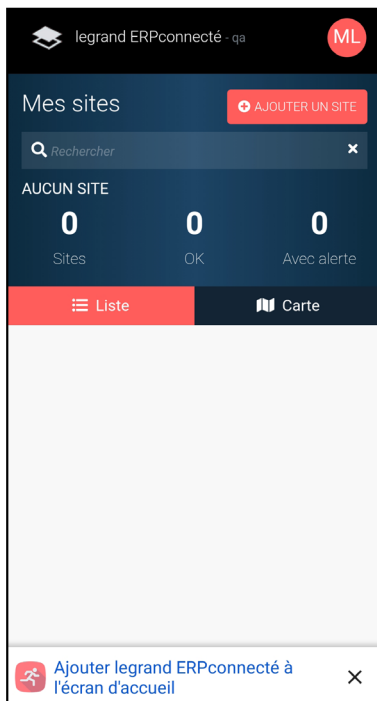 legrand ERPconnecté - qa
ML
Mes sites
AJOUTER UN SITE
Rechercher
AUCUN SITE
0 0 0
Sites OK Avec alerte
Liste Carte
Ajouter legrand ERPconnecté à
l'écran d'accueil